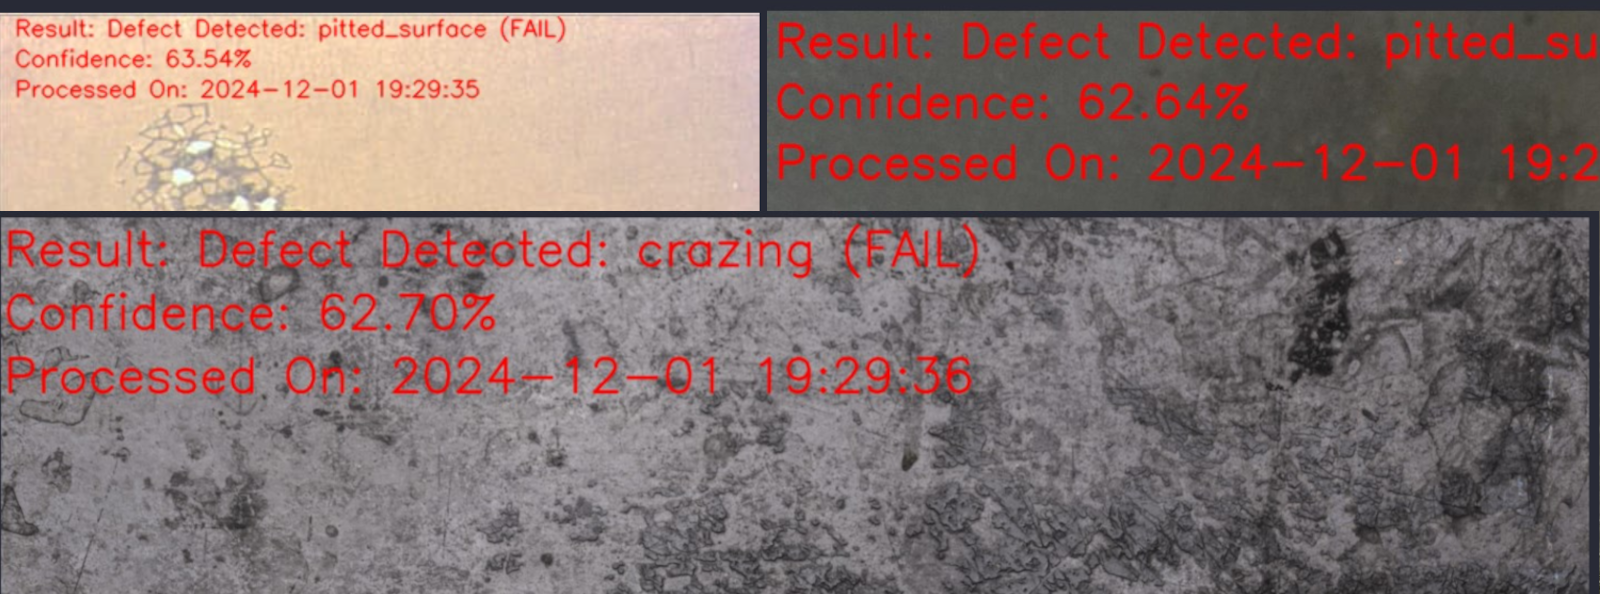 Result: Defect Detected: pitted_surface (FAIL)
Confidence: 63.54%
Processed On: 2024-12-01 19:29:35
Result: Defect Detected: pitted_su
Confidence: 62.64%
Processed On: 2024-12-01 19:2
Result: Defect Detected: crazing (FAIL)
Confidence: 62.70%
Processed On: 2024-12-01 19:29:36